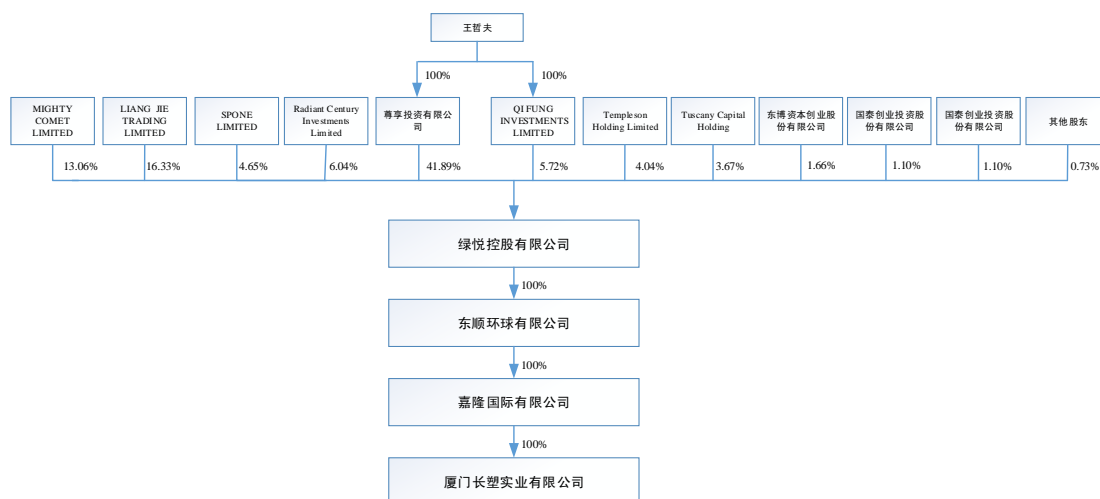 王哲夫
100%
100%
MIGHTY
COMET
LIMITED
LIANG JIE
TRADING
LIMITED
SPONE
LIMITED
Radiant Century
Investments
Limited
尊享投资有限公
司
QI FUNG
INVESTMENTS
LIMITED
Templeson
Holding Limited
Tuscany Capital
Holding
东博资本创业股
份有限公司
国泰创业投资股
份有限公司
国泰创业投资股
份有限公司
其他股东
13.06%
16.33%
4.65%
6.04%
41.89%
5.72%
4.04%
3.67%
1.66%
1.10%
1.10%
0.73%
绿悦控股有限公司
100%
东顺环球有限公司
100%
嘉隆国际有限公司
100%
厦门长塑实业有限公司